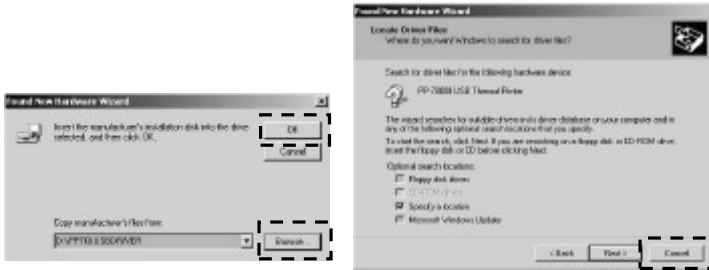 Found New Hardware Wizard
Insert the manufacturer's installation disk into the drive
selected, and then click OK.
OK
Cancel
Copy manufacturer's files from:
Browse...
Found New Hardware Wizard
Locate Driver Files
Where do you want Windows to search for driver files?
Search for driver files for the following hardware device:
USB Thermal Printer
The wizard searches for suitable drivers in its driver database on your computer and in
any of the following optional search locations that you specify.
To start the search, click Next. If you are searching on a floppy disk or CD-ROM drive,
insert the floppy disk or CD before clicking Next.
Optional search locations:
Floppy disk drives
CD-ROM drives
Specify a location
Microsoft Windows Update
< Back
Next >
Cancel